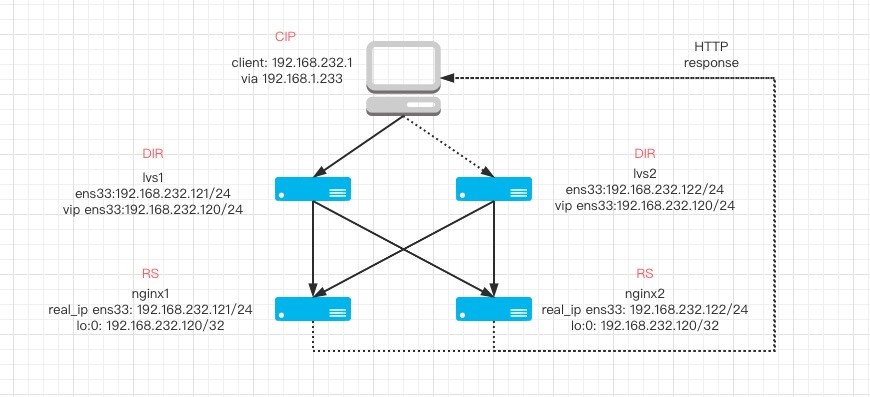 CIP
client: 192.168.232.1
via 192.168.1.233
HTTP
response
DIR
lvs1
ens33:192.168.232.121/24
vip ens33:192.168.232.120/24
DIR
lvs2
ens33:192.168.232.122/24
vip ens33:192.168.232.120/24
RS
nginx1
real_ip ens33: 192.168.232.121/24
lo:0: 192.168.232.120/32
RS
nginx2
real_ip ens33: 192.168.232.122/24
lo:0: 192.168.232.120/32